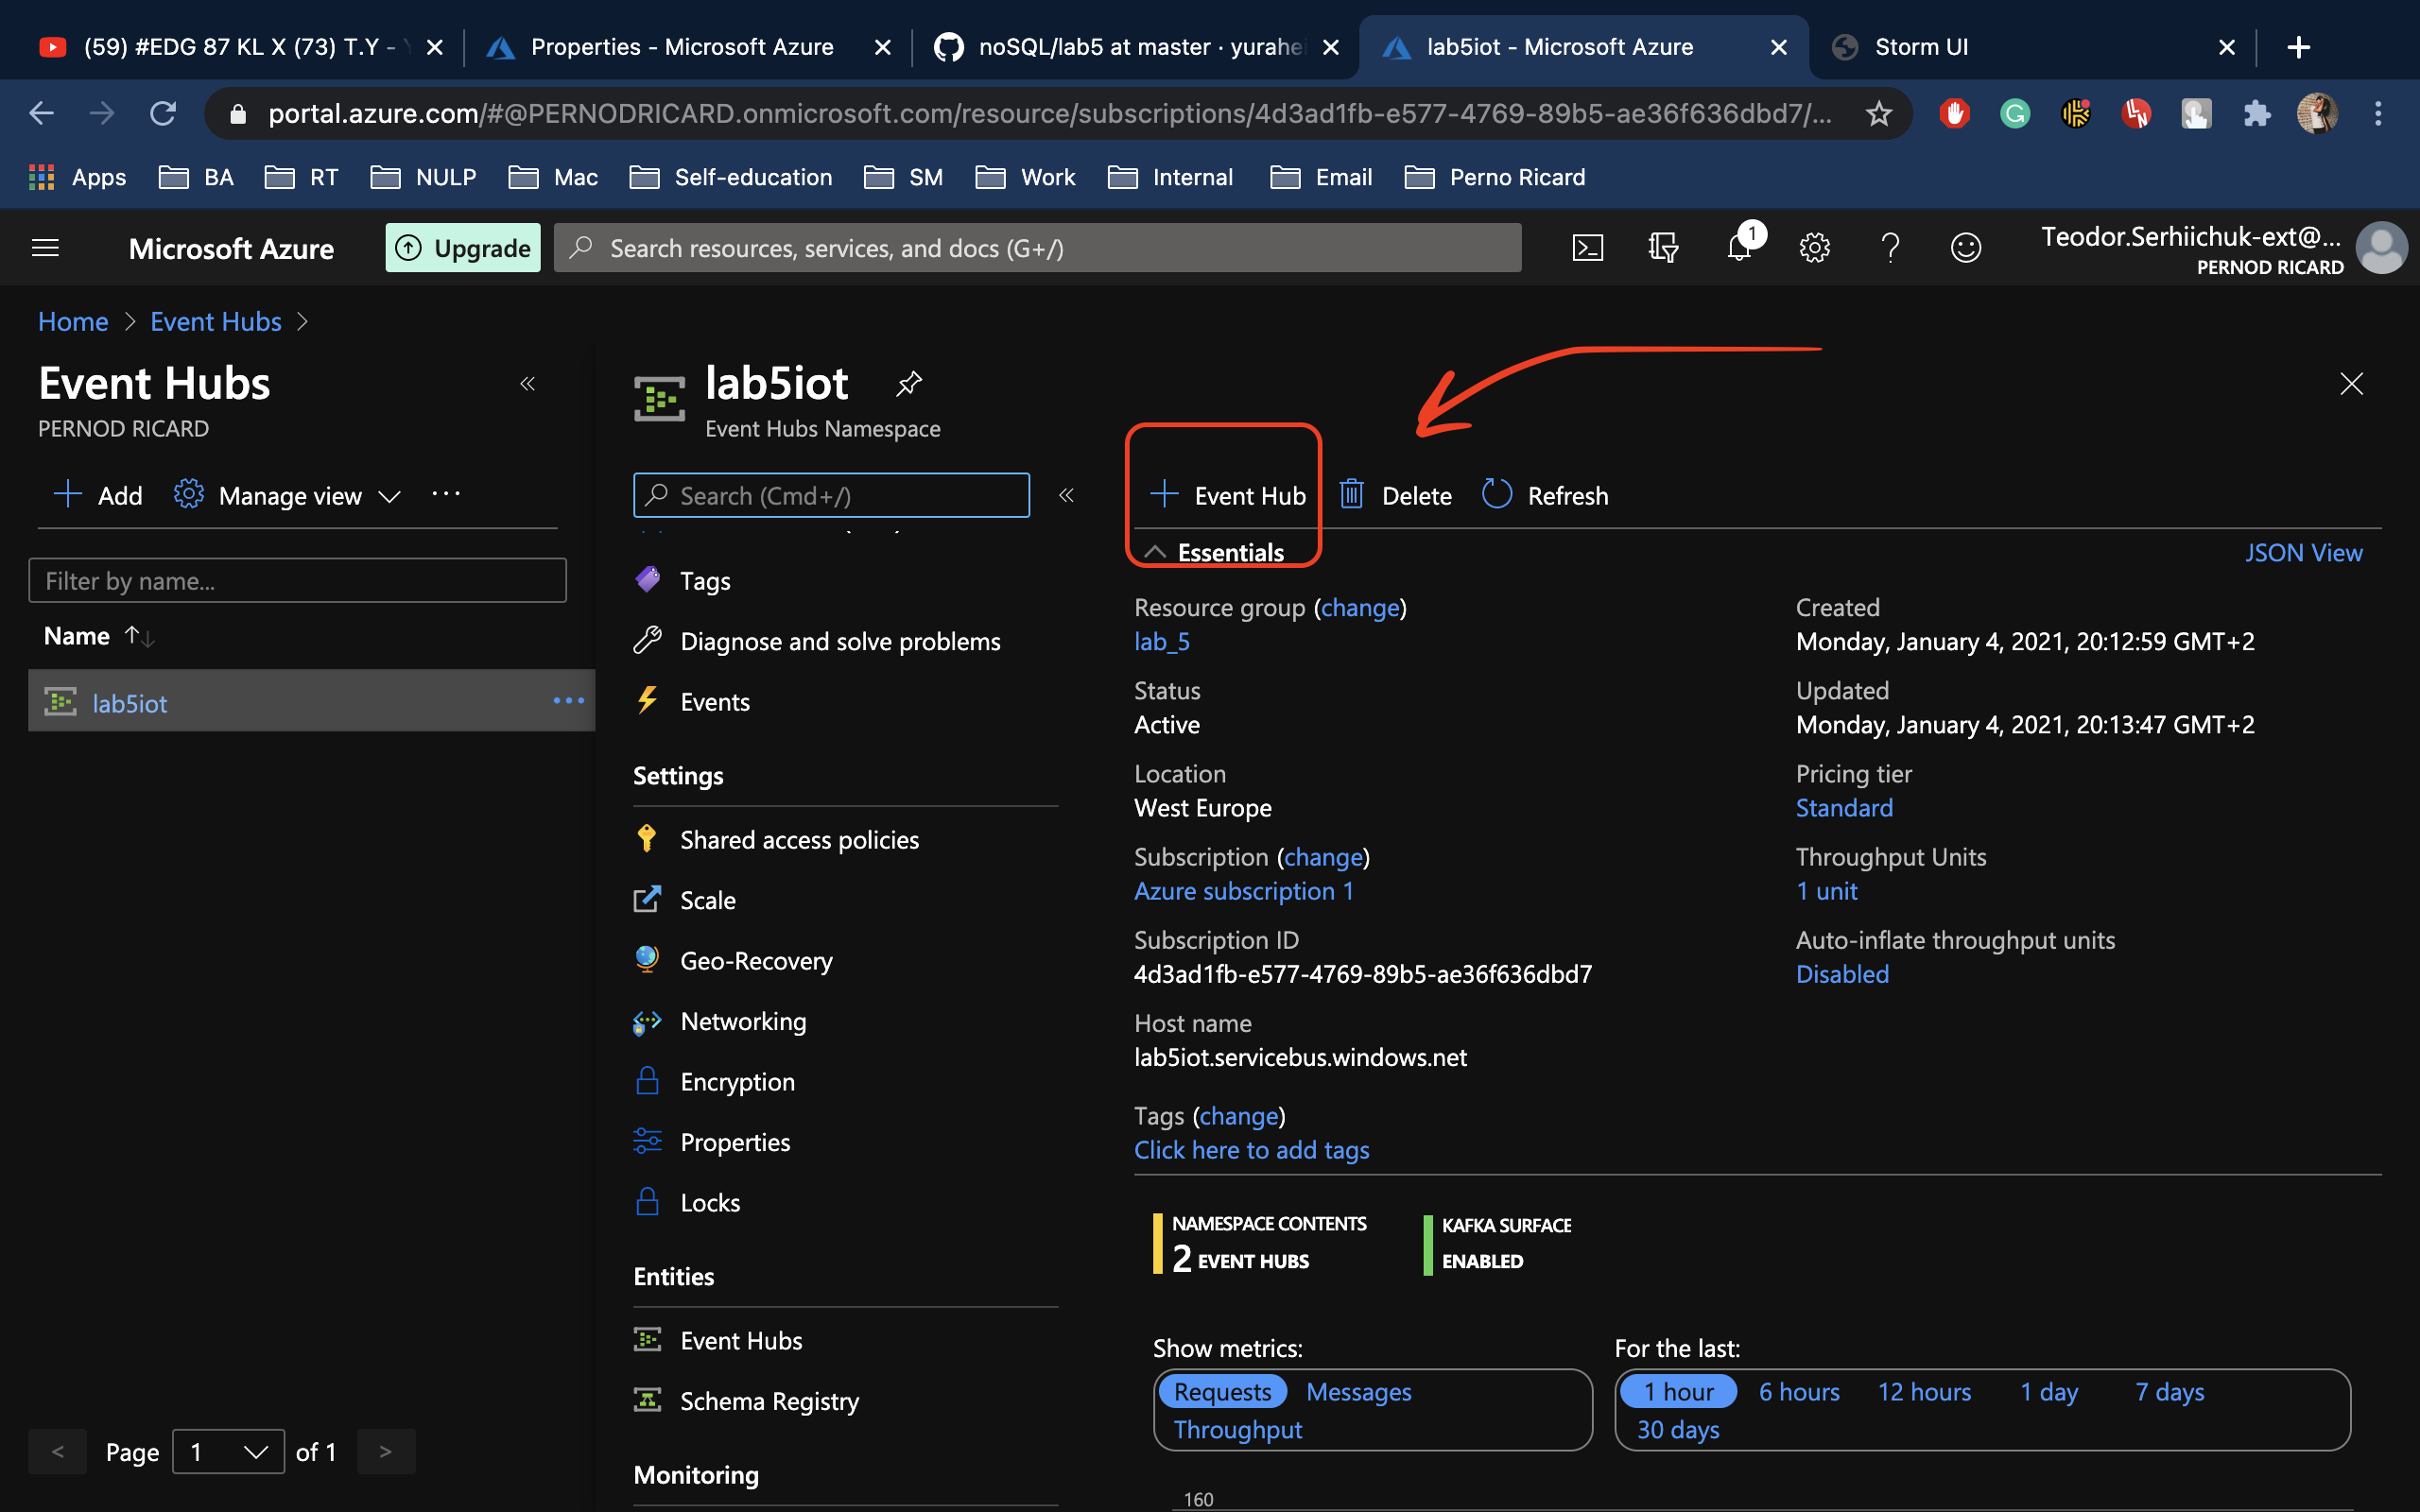 (59) #EDG 87 KL X (73) T.Y -
Properties - Microsoft Azure
noSQL/lab5 at master · yurahei
lab5iot - Microsoft Azure
Storm UI
portal.azure.com/#@PERNODRICARD.onmicrosoft.com/resource/subscriptions/4d3ad1fb-e577-4769-89b5-ae36f636dbd7/...
Apps BA RT NULP Mac Self-education SM Work Internal Email Perno Ricard
Microsoft Azure
Upgrade
Search resources, services, and docs (G+/)
1
Teodor.Serhiichuk-ext@...
PERNOD RICARD
Home > Event Hubs >
Event Hubs
PERNOD RICARD
Add Manage view ...
Filter by name...
Name
lab5iot
Page 1 of 1
lab5iot
Event Hubs Namespace
Search (Cmd+/)
Tags
Diagnose and solve problems
Events
Settings
Shared access policies
Scale
Geo-Recovery
Networking
Encryption
Properties
Locks
Entities
Event Hubs
Schema Registry
Monitoring
+ Event Hub Delete Refresh
Essentials
JSON View
Resource group (change)
lab_5
Status
Active
Location
West Europe
Subscription (change)
Azure subscription 1
Subscription ID
4d3ad1fb-e577-4769-89b5-ae36f636dbd7
Host name
lab5iot.servicebus.windows.net
Created
Monday, January 4, 2021, 20:12:59 GMT+2
Updated
Monday, January 4, 2021, 20:13:47 GMT+2
Pricing tier
Standard
Throughput Units
1 unit
Auto-inflate throughput units
Disabled
Tags (change)
Click here to add tags
NAMESPACE CONTENTS
2 EVENT HUBS
KAFKA SURFACE
ENABLED
Show metrics:
Requests Messages
Throughput
For the last:
1 hour 6 hours 12 hours 1 day 7 days
30 days
160